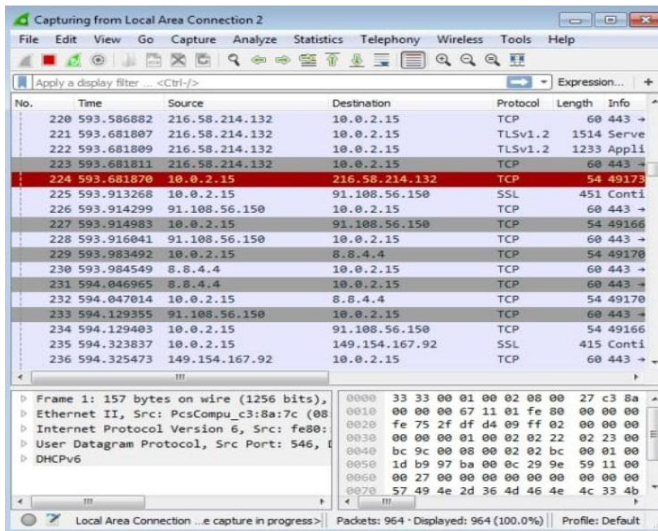 Capturing from Local Area Connection 2
File Edit View Go Capture Analyze Statistics Telephony Wireless Tools Help
Apply a display filter ... <Ctrl-/> Expression... +
No. Time Source Destination Protocol Length Info
220 593.586882 216.58.214.132 10.0.2.15 TCP 60 443 →
221 593.681807 216.58.214.132 10.0.2.15 TLSv1.2 1514 Serve
222 593.681809 216.58.214.132 10.0.2.15 TLSv1.2 1233 Appli
223 593.681811 216.58.214.132 10.0.2.15 TCP 60 443 →
224 593.681870 10.0.2.15 216.58.214.132 TCP 54 49173
225 593.913268 10.0.2.15 91.108.56.150 SSL 451 Conti
226 593.914299 91.108.56.150 10.0.2.15 TCP 60 443 →
227 593.914983 10.0.2.15 91.108.56.150 TCP 54 49166
228 593.916041 91.108.56.150 10.0.2.15 TCP 60 443 →
229 593.983492 10.0.2.15 8.8.4.4 TCP 54 49170
230 593.984549 8.8.4.4 10.0.2.15 TCP 60 443 →
231 594.046965 8.8.4.4 10.0.2.15 TCP 60 443 →
232 594.047014 10.0.2.15 8.8.4.4 TCP 54 49170
233 594.129355 91.108.56.150 10.0.2.15 TCP 60 443 →
234 594.129403 10.0.2.15 91.108.56.150 TCP 54 49166
235 594.323837 10.0.2.15 149.154.167.92 SSL 415 Conti
236 594.325473 149.154.167.92 10.0.2.15 TCP 60 443 →
Frame 1: 157 bytes on wire (1256 bits),
Ethernet II, Src: PcsCompu_c3:8a:7c (08
Internet Protocol Version 6, Src: fe80:
User Datagram Protocol, Src Port: 546, D
DHCPv6
0000 33 33 00 01 00 02 08 00 27 c3 8a
0010 00 00 00 67 11 01 fe 80 00 00 00
0020 fe 75 2f df d4 09 ff 02 00 00 00
0030 00 00 00 01 00 02 02 22 02 23 00
0040 bc 9c 00 08 00 02 02 bc 00 01 00
0050 1d b9 97 ba 00 0c 29 9e 59 11 00
0060 00 27 00 00 00 00 00 00 00 00 00
0070 57 49 4e 2d 36 4d 46 4e 4c 33 4b
Local Area Connection ...e capture in progress> Packets: 964 · Displayed: 964 (100.0%) Profile: Default